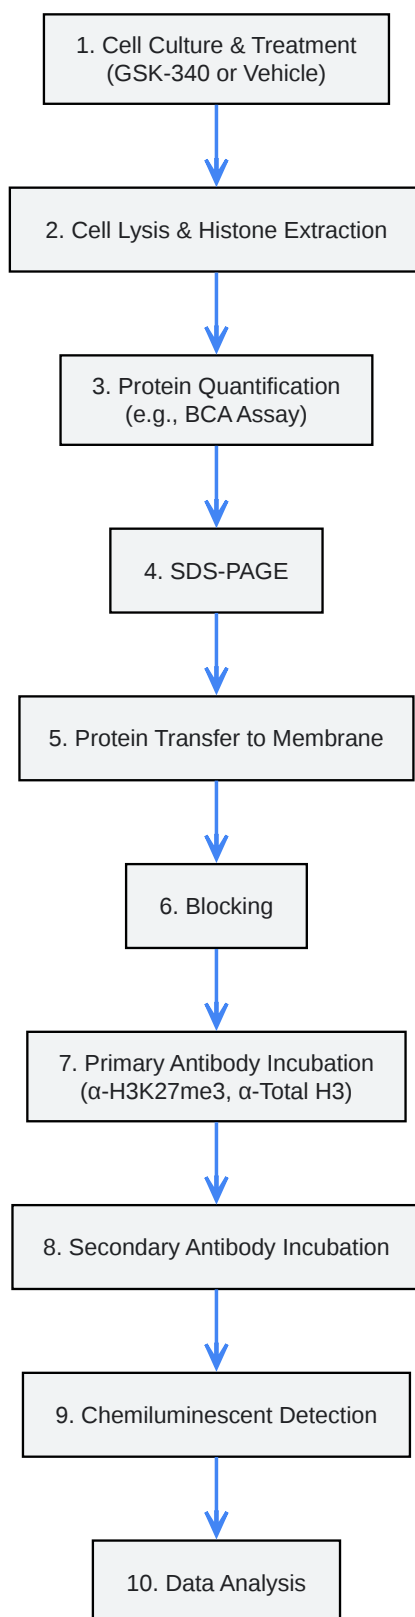 1. Cell Culture & Treatment
(GSK-340 or Vehicle)
2. Cell Lysis & Histone Extraction
3. Protein Quantification
(e.g., BCA Assay)
4. SDS-PAGE
5. Protein Transfer to Membrane
6. Blocking
7. Primary Antibody Incubation
(α-H3K27me3, α-Total H3)
8. Secondary Antibody Incubation
9. Chemiluminescent Detection
10. Data Analysis